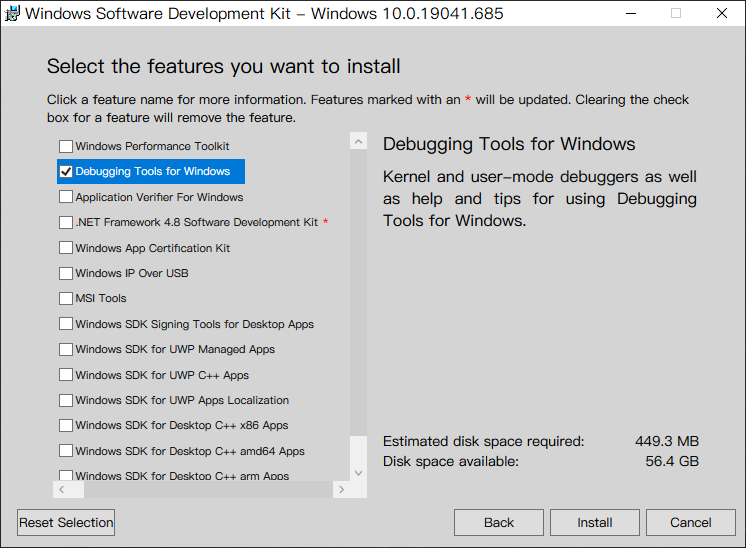 Windows Software Development Kit - Windows 10.0.19041.685
Select the features you want to install
Click a feature name for more information. Features marked with an * will be updated. Clearing the check
box for a feature will remove the feature.
Windows Performance Toolkit
Debugging Tools for Windows
Application Verifier For Windows
.NET Framework 4.8 Software Development Kit *
Windows App Certification Kit
Windows IP Over USB
MSI Tools
Windows SDK Signing Tools for Desktop Apps
Windows SDK for UWP Managed Apps
Windows SDK for UWP C++ Apps
Windows SDK for UWP Apps Localization
Windows SDK for Desktop C++ x86 Apps
Windows SDK for Desktop C++ amd64 Apps
Windows SDK for Desktop C++ arm Apps
Debugging Tools for Windows
Kernel and user-mode debuggers as well
as help and tips for using Debugging
Tools for Windows.
Estimated disk space required: 449.3 MB
Disk space available: 56.4 GB
Reset Selection
Back
Install
Cancel